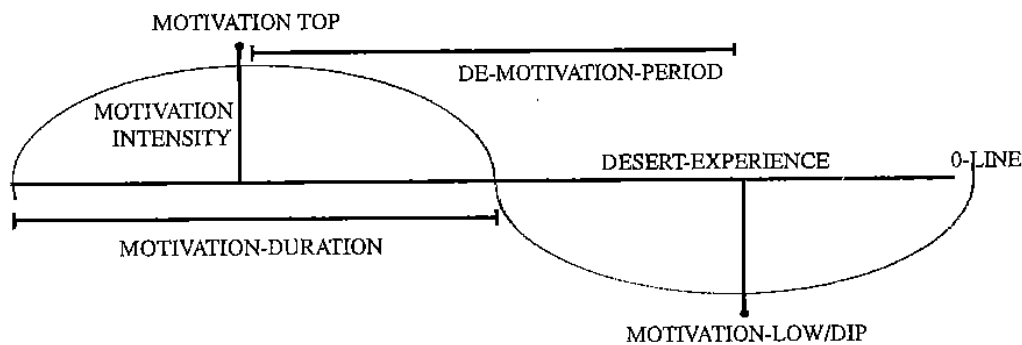 MOTIVATION TOP
DE-MOTIVATION-PERIOD
MOTIVATION
INTENSITY
DESERT-EXPERIENCE
0-LINE
MOTIVATION-DURATION
MOTIVATION-LOW/DIP